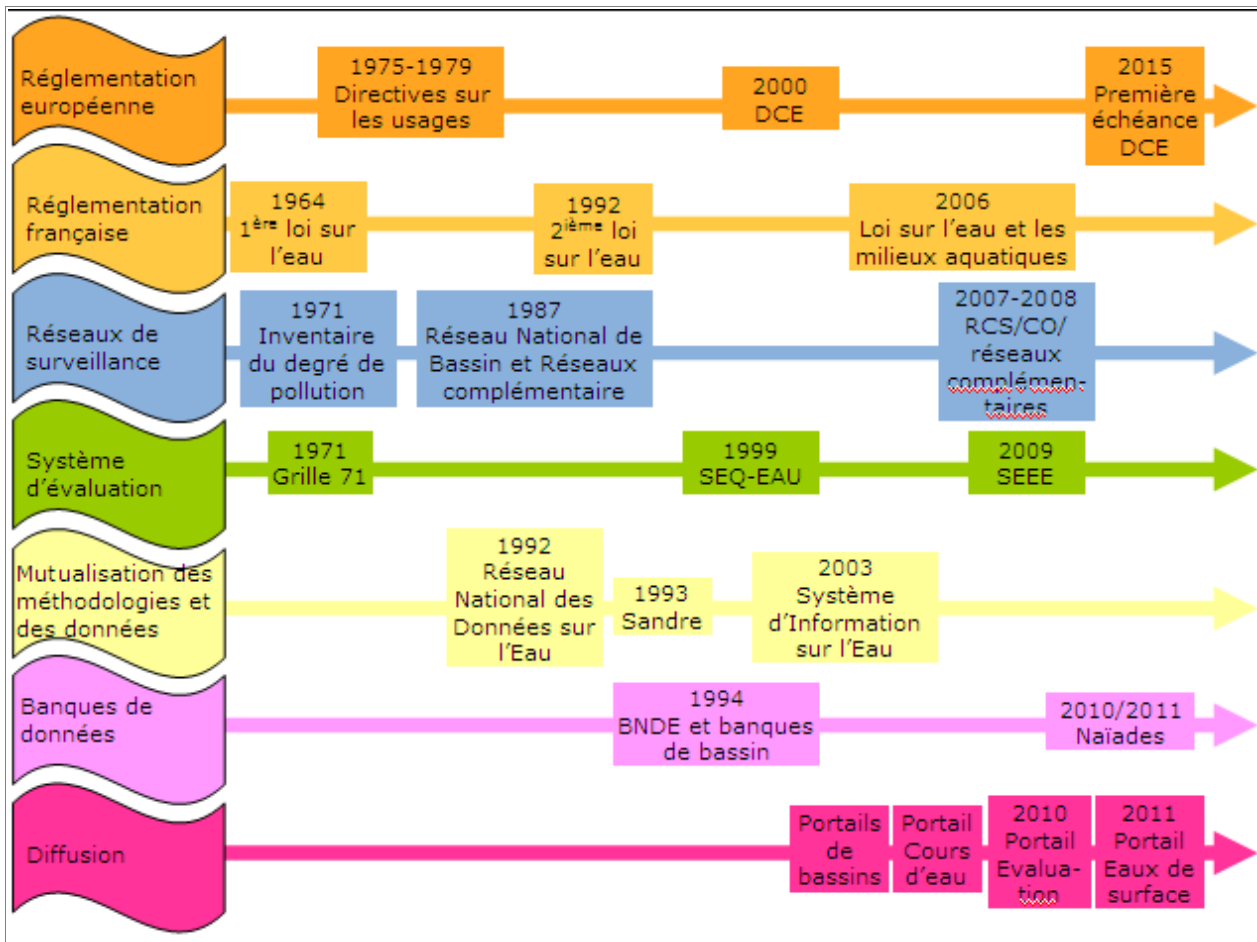 Réglementation
européenne
1975-1979
Directives sur
les usages
2000
DCE
2015
Première
échéance
DCE
Réglementation
française
1964
1ère loi sur
l’eau
1992
2ième loi
sur l’eau
2006
Loi sur l’eau et les
milieux aquatiques
Réseaux de
surveillance
1971
Inventaire
du degré de
pollution
1987
Réseau National de
Bassin et Réseaux
complémentaire
2007-2008
RCS/CO/
réseaux
complémen-
taires
Système
d’évaluation
1971
Grille 71
1999
SEQ-EAU
2009
SEEE
Mutualisation des
méthodologies et
des données
1992
Réseau
National des
Données sur
l’Eau
1993
Sandre
2003
Système
d’Information
sur l’Eau
Banques de
données
1994
BNDE et banques
de bassin
2010/2011
Naïades
Diffusion
Portails
de
bassins
Portail
Cours
d’eau
2010
Portail
Evalua-
tion
2011
Portail
Eaux de
surface